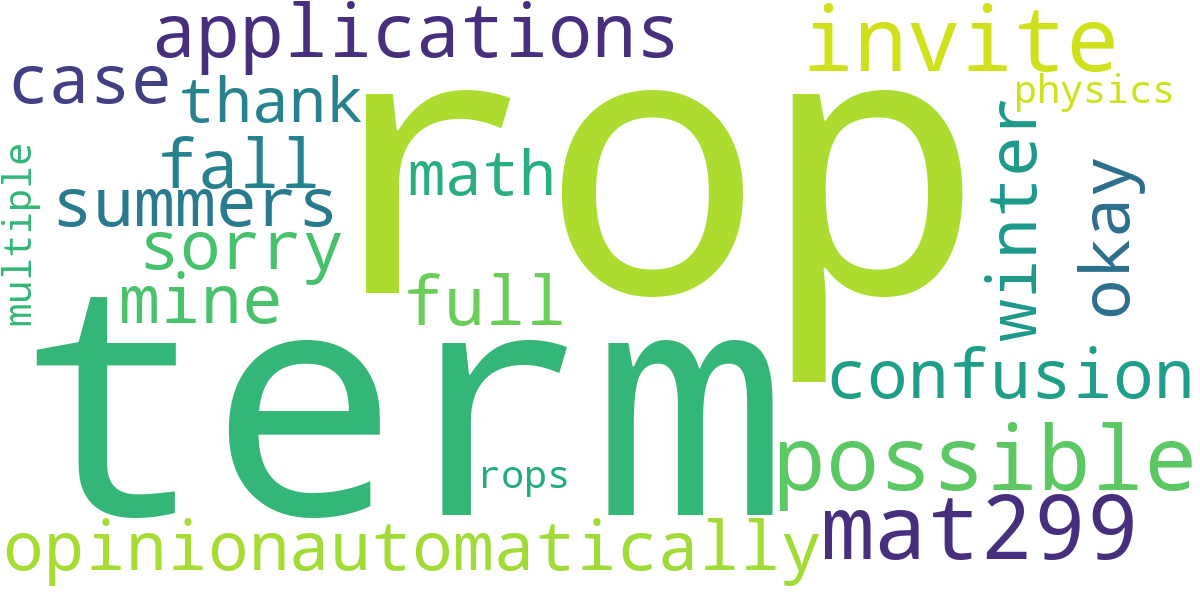 applications
invite
case
thank
physics
rop
fall
math
winter
okay
multiple
summers
sorry
mine
full
term
confusion
possible
rops
mat299
opinion
automatically